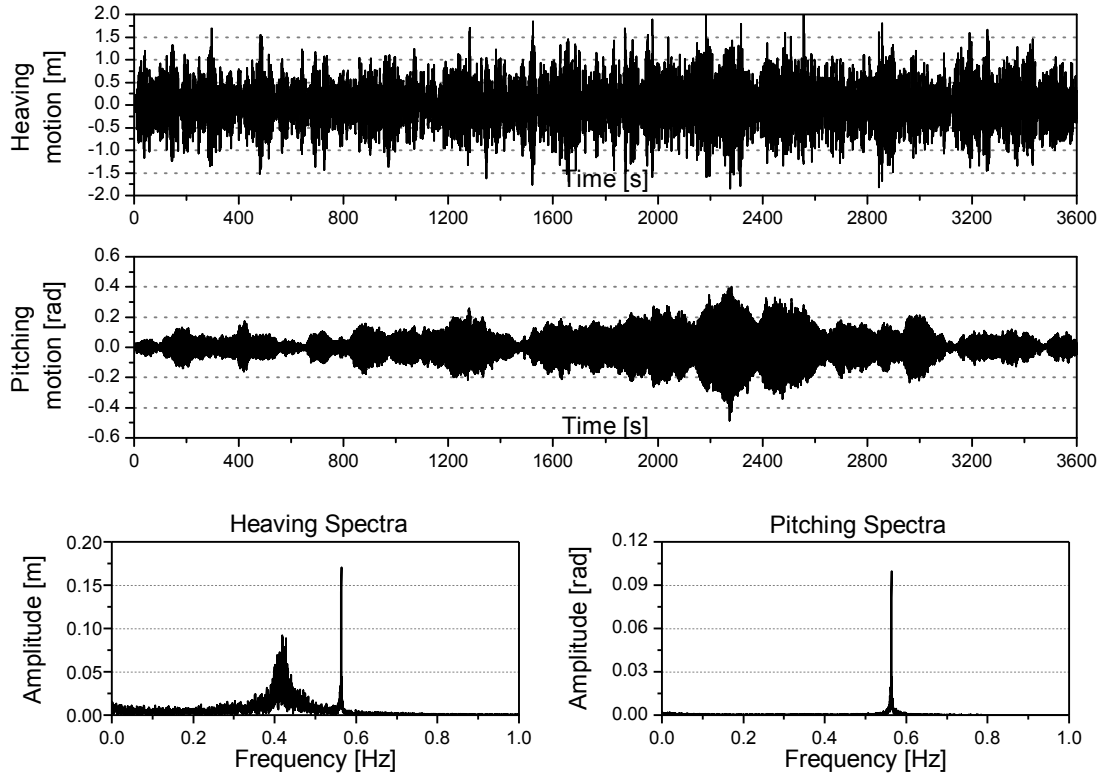 Heaving
motion [m]
2.0
1.5
1.0
0.5
0.0
-0.5
-1.0
-1.5
-2.0
Time [s]
0 400 800 1200 1600 2000 2400 2800 3200 3600
Pitching
motion [rad]
0.6
0.4
0.2
0.0
-0.2
-0.4
-0.6
Time [s]
0 400 800 1200 1600 2000 2400 2800 3200 3600
Heaving Spectra
Amplitude [m]
0.20
0.15
0.10
0.05
0.00
0.0 0.2 0.4 0.6 0.8 1.0
Frequency [Hz]
Pitching Spectra
Amplitude [rad]
0.12
0.09
0.06
0.03
0.00
0.0 0.2 0.4 0.6 0.8 1.0
Frequency [Hz]